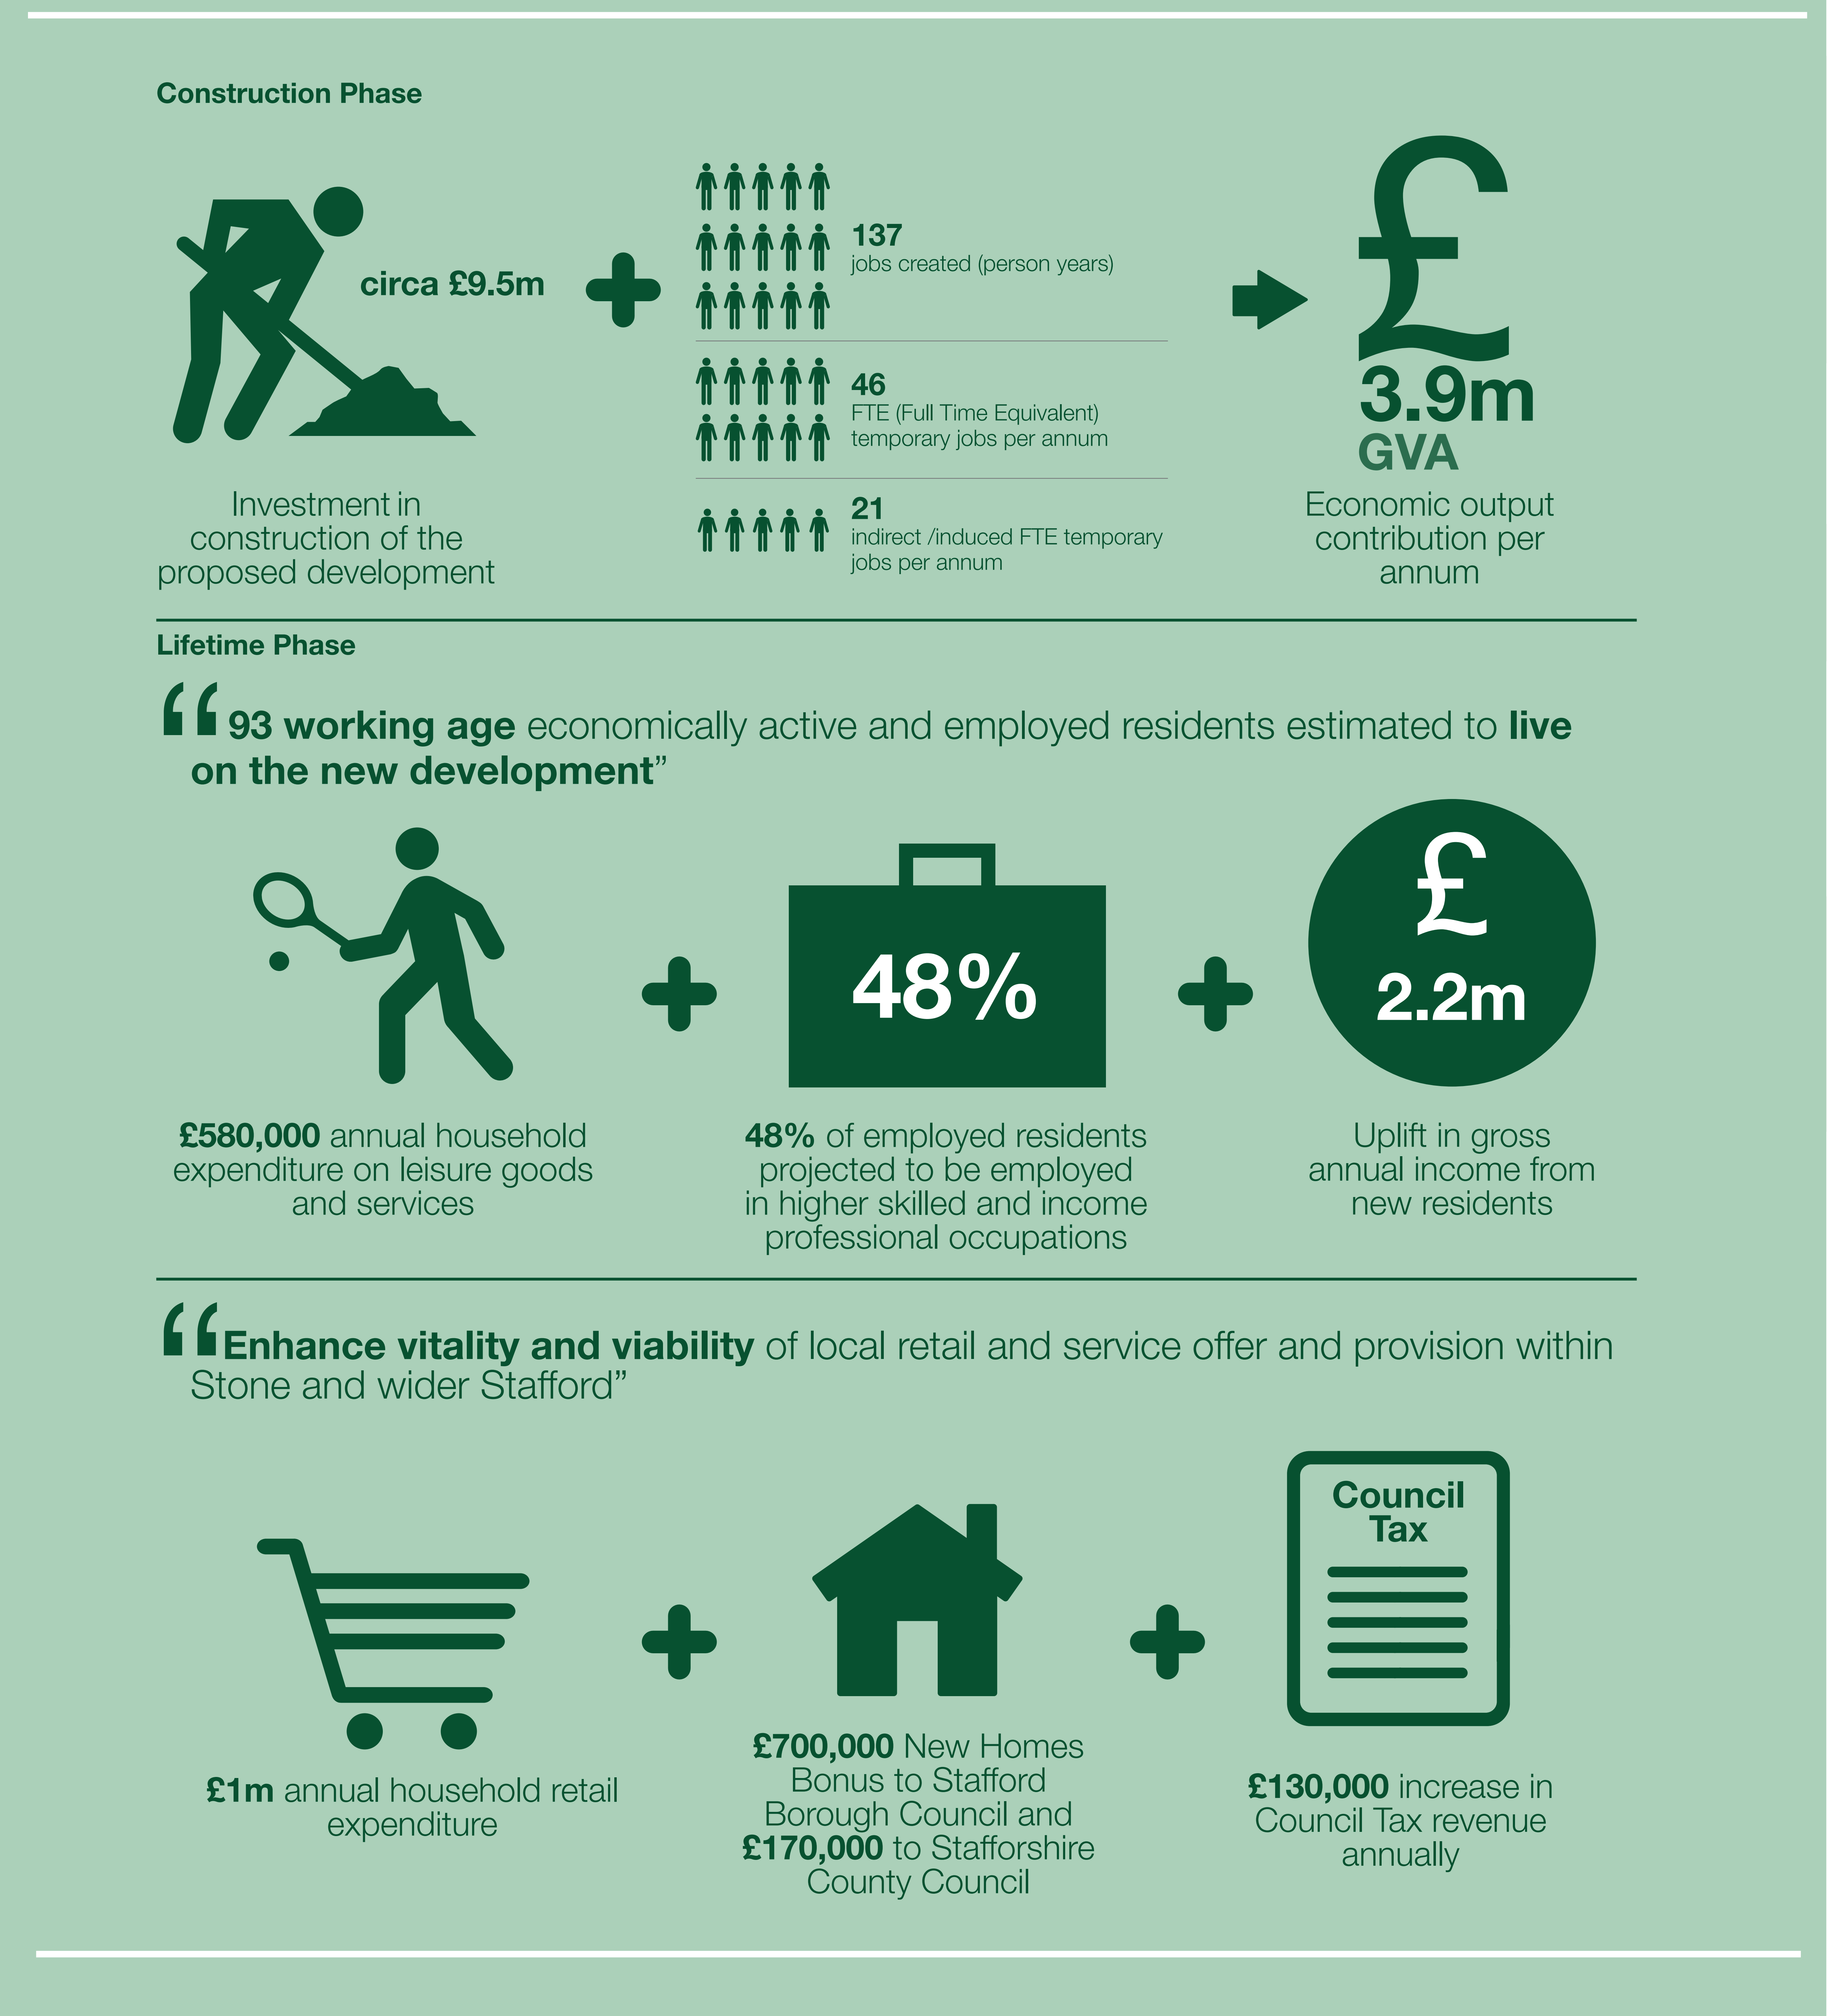 Construction Phase
circa £9.5m
Investment in
construction of the
proposed development
137
jobs created (person years)
46
FTE (Full Time Equivalent)
temporary jobs per annum
21
indirect /induced FTE temporary
jobs per annum
£
3.9m
GVA
Economic output
contribution per
annum
Lifetime Phase
“93 working age economically active and employed residents estimated to live
on the new development”
£580,000 annual household
expenditure on leisure goods
and services
48%
48% of employed residents
projected to be employed
in higher skilled and income
professional occupations
£
2.2m
Uplift in gross
annual income from
new residents
“Enhance vitality and viability of local retail and service offer and provision within
Stone and wider Stafford”
£1m annual household retail
expenditure
£700,000 New Homes
Bonus to Stafford
Borough Council and
£170,000 to Stafforshire
County Council
Council
Tax
£130,000 increase in
Council Tax revenue
annually